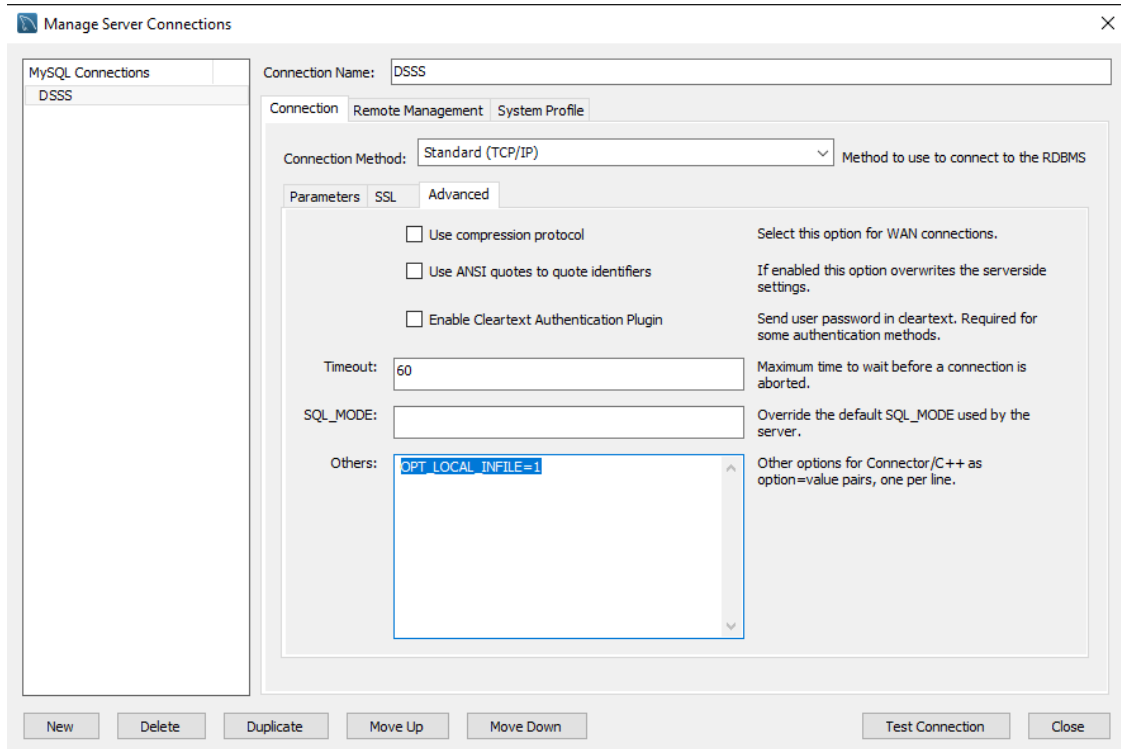 Manage Server Connections
MySQL Connections
DSSS
Connection Name: DSSS
Connection Remote Management System Profile
Connection Method: Standard (TCP/IP) Method to use to connect to the RDBMS
Parameters SSL Advanced
Use compression protocol Select this option for WAN connections.
Use ANSI quotes to quote identifiers If enabled this option overwrites the serverside
settings.
Enable Cleartext Authentication Plugin Send user password in cleartext. Required for
some authentication methods.
Timeout: 60 Maximum time to wait before a connection is
aborted.
SQL_MODE: Override the default SQL_MODE used by the
server.
Others: OPT_LOCAL_INFILE=1 Other options for Connector/C++ as
option=value pairs, one per line.
New Delete Duplicate Move Up Move Down Test Connection Close